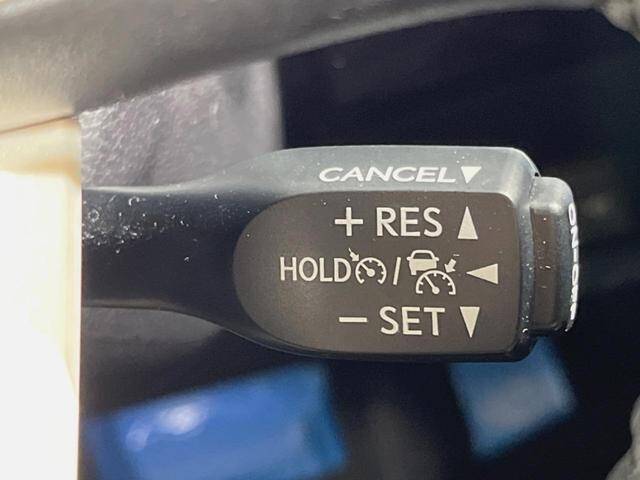 CANCEL▼
+ RES ▲
HOLD / ◀
− SET ▼